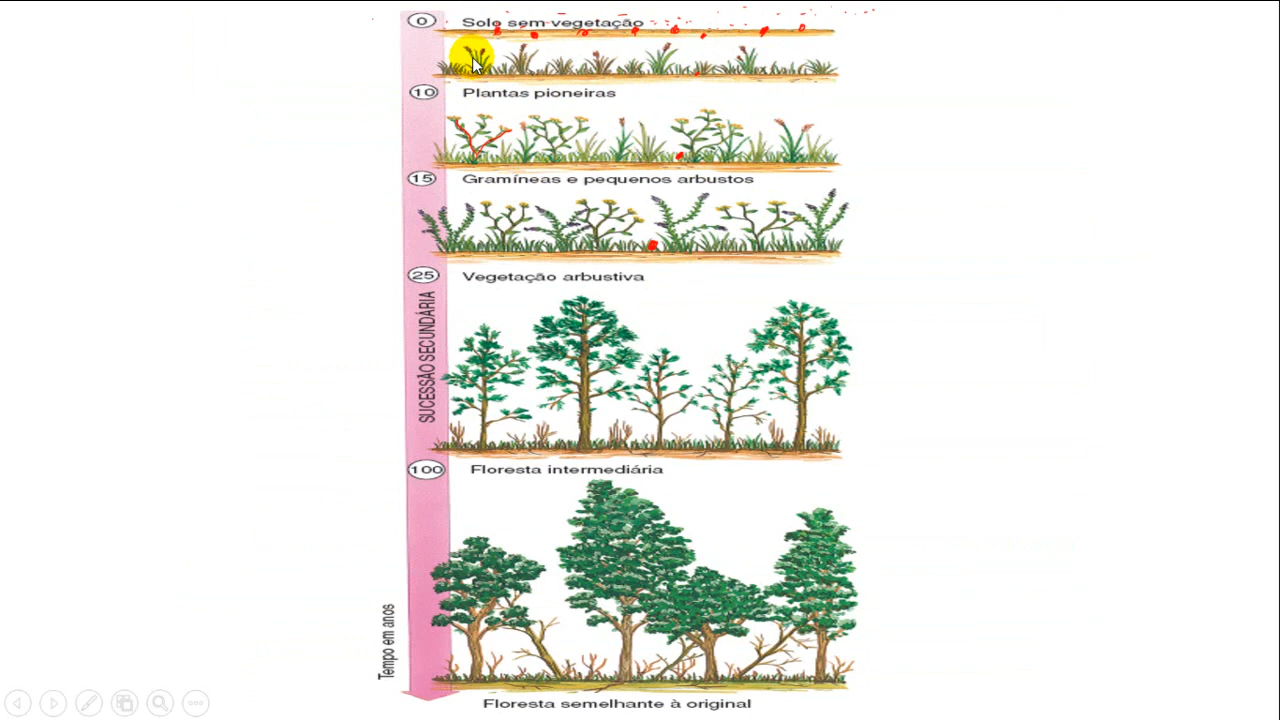 0 Solo sem vegetação
10 Plantas pioneiras
15 Gramíneas e pequenos arbustos
25 Vegetação arbustiva
SUCESSÃO SECUNDÁRIA
100 Floresta intermediária
Tempo em anos
Floresta semelhante à original